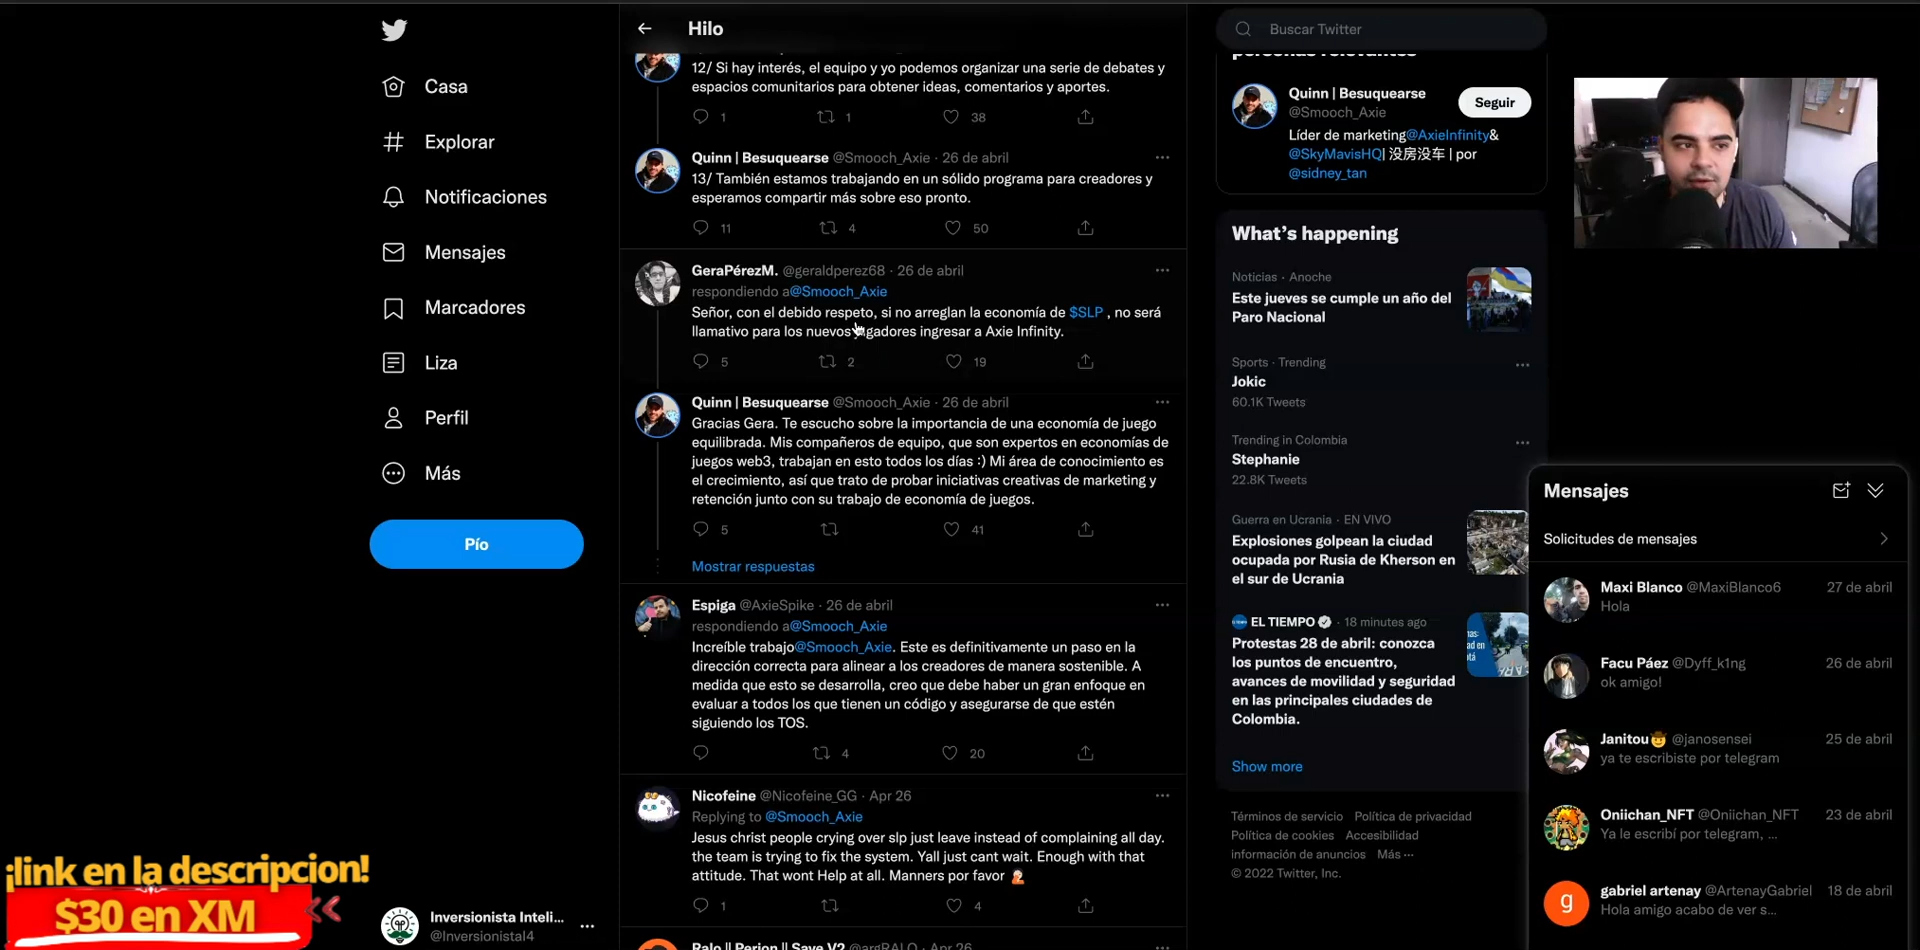 Casa
Explorar
Notificaciones
Mensajes
Marcadores
Liza
Perfil
Más
Pío
¡link en la descripcion!
$30 en XM
Inversionista Inteli...
@Inversionistal4
Hilo
12/ Si hay interés, el equipo y yo podemos organizar una serie de debates y
espacios comunitarios para obtener ideas, comentarios y aportes.
1 1 38
Quinn | Besuquearse @Smooch_Axie · 26 de abril
13/ También estamos trabajando en un sólido programa para creadores y
esperamos compartir más sobre eso pronto.
11 4 50
GeraPérezM. @geraldperez68 · 26 de abril
respondiendo a@Smooch_Axie
Señor, con el debido respeto, si no arreglan la economía de $SLP , no será
llamativo para los nuevos jugadores ingresar a Axie Infinity.
5 2 19
Quinn | Besuquearse @Smooch_Axie · 26 de abril
Gracias Gera. Te escucho sobre la importancia de una economía de juego
equilibrada. Mis compañeros de equipo, que son expertos en economías de
juegos web3, trabajan en esto todos los días :) Mi área de conocimiento es
el crecimiento, así que trato de probar iniciativas creativas de marketing y
retención junto con su trabajo de economía de juegos.
5 41
Mostrar respuestas
Espiga @AxieSpike · 26 de abril
respondiendo a@Smooch_Axie
Increíble trabajo@Smooch_Axie. Este es definitivamente un paso en la
dirección correcta para alinear a los creadores de manera sostenible. A
medida que esto se desarrolla, creo que debe haber un gran enfoque en
evaluar a todos los que tienen un código y asegurarse de que estén
siguiendo los TOS.
4 20
Nicofeine @Nicofeine_GG · Apr 26
Replying to @Smooch_Axie
Jesus christ people crying over slp just leave instead of complaining all day.
the team is trying to fix the system. Yall just cant wait. Enough with that
attitude. That wont Help at all. Manners por favor
1 4
Ralo || Perion || Save V2 @argRALO · Apr 26
Buscar Twitter
personas relevantes
Quinn | Besuquearse
@Smooch_Axie
Seguir
Líder de marketing@AxieInfinity&
@SkyMavisHQ| 没房没车 | por
@sidney_tan
What's happening
Noticias · Anoche
Este jueves se cumple un año del
Paro Nacional
Sports · Trending
Jokic
60.1K Tweets
Trending in Colombia
Stephanie
22.8K Tweets
Guerra en Ucrania · EN VIVO
Explosiones golpean la ciudad
ocupada por Rusia de Kherson en
el sur de Ucrania
EL TIEMPO · 18 minutes ago
Protestas 28 de abril: conozca
los puntos de encuentro,
avances de movilidad y seguridad
en las principales ciudades de
Colombia.
Show more
Términos de servicio Política de privacidad
Política de cookies Accesibilidad
información de anuncios Más ···
© 2022 Twitter, Inc.
Mensajes
Solicitudes de mensajes
Maxi Blanco @MaxiBlanco6 27 de abril
Hola
Facu Páez @Dyff_k1ng 26 de abril
ok amigo!
Janitou @janosensei 25 de abril
ya te escribiste por telegram
Oniichan_NFT @Oniichan_NFT 23 de abril
Ya le escribí por telegram, ...
g
gabriel artenay @ArtenayGabriel 18 de abril
Hola amigo acabo de ver s...